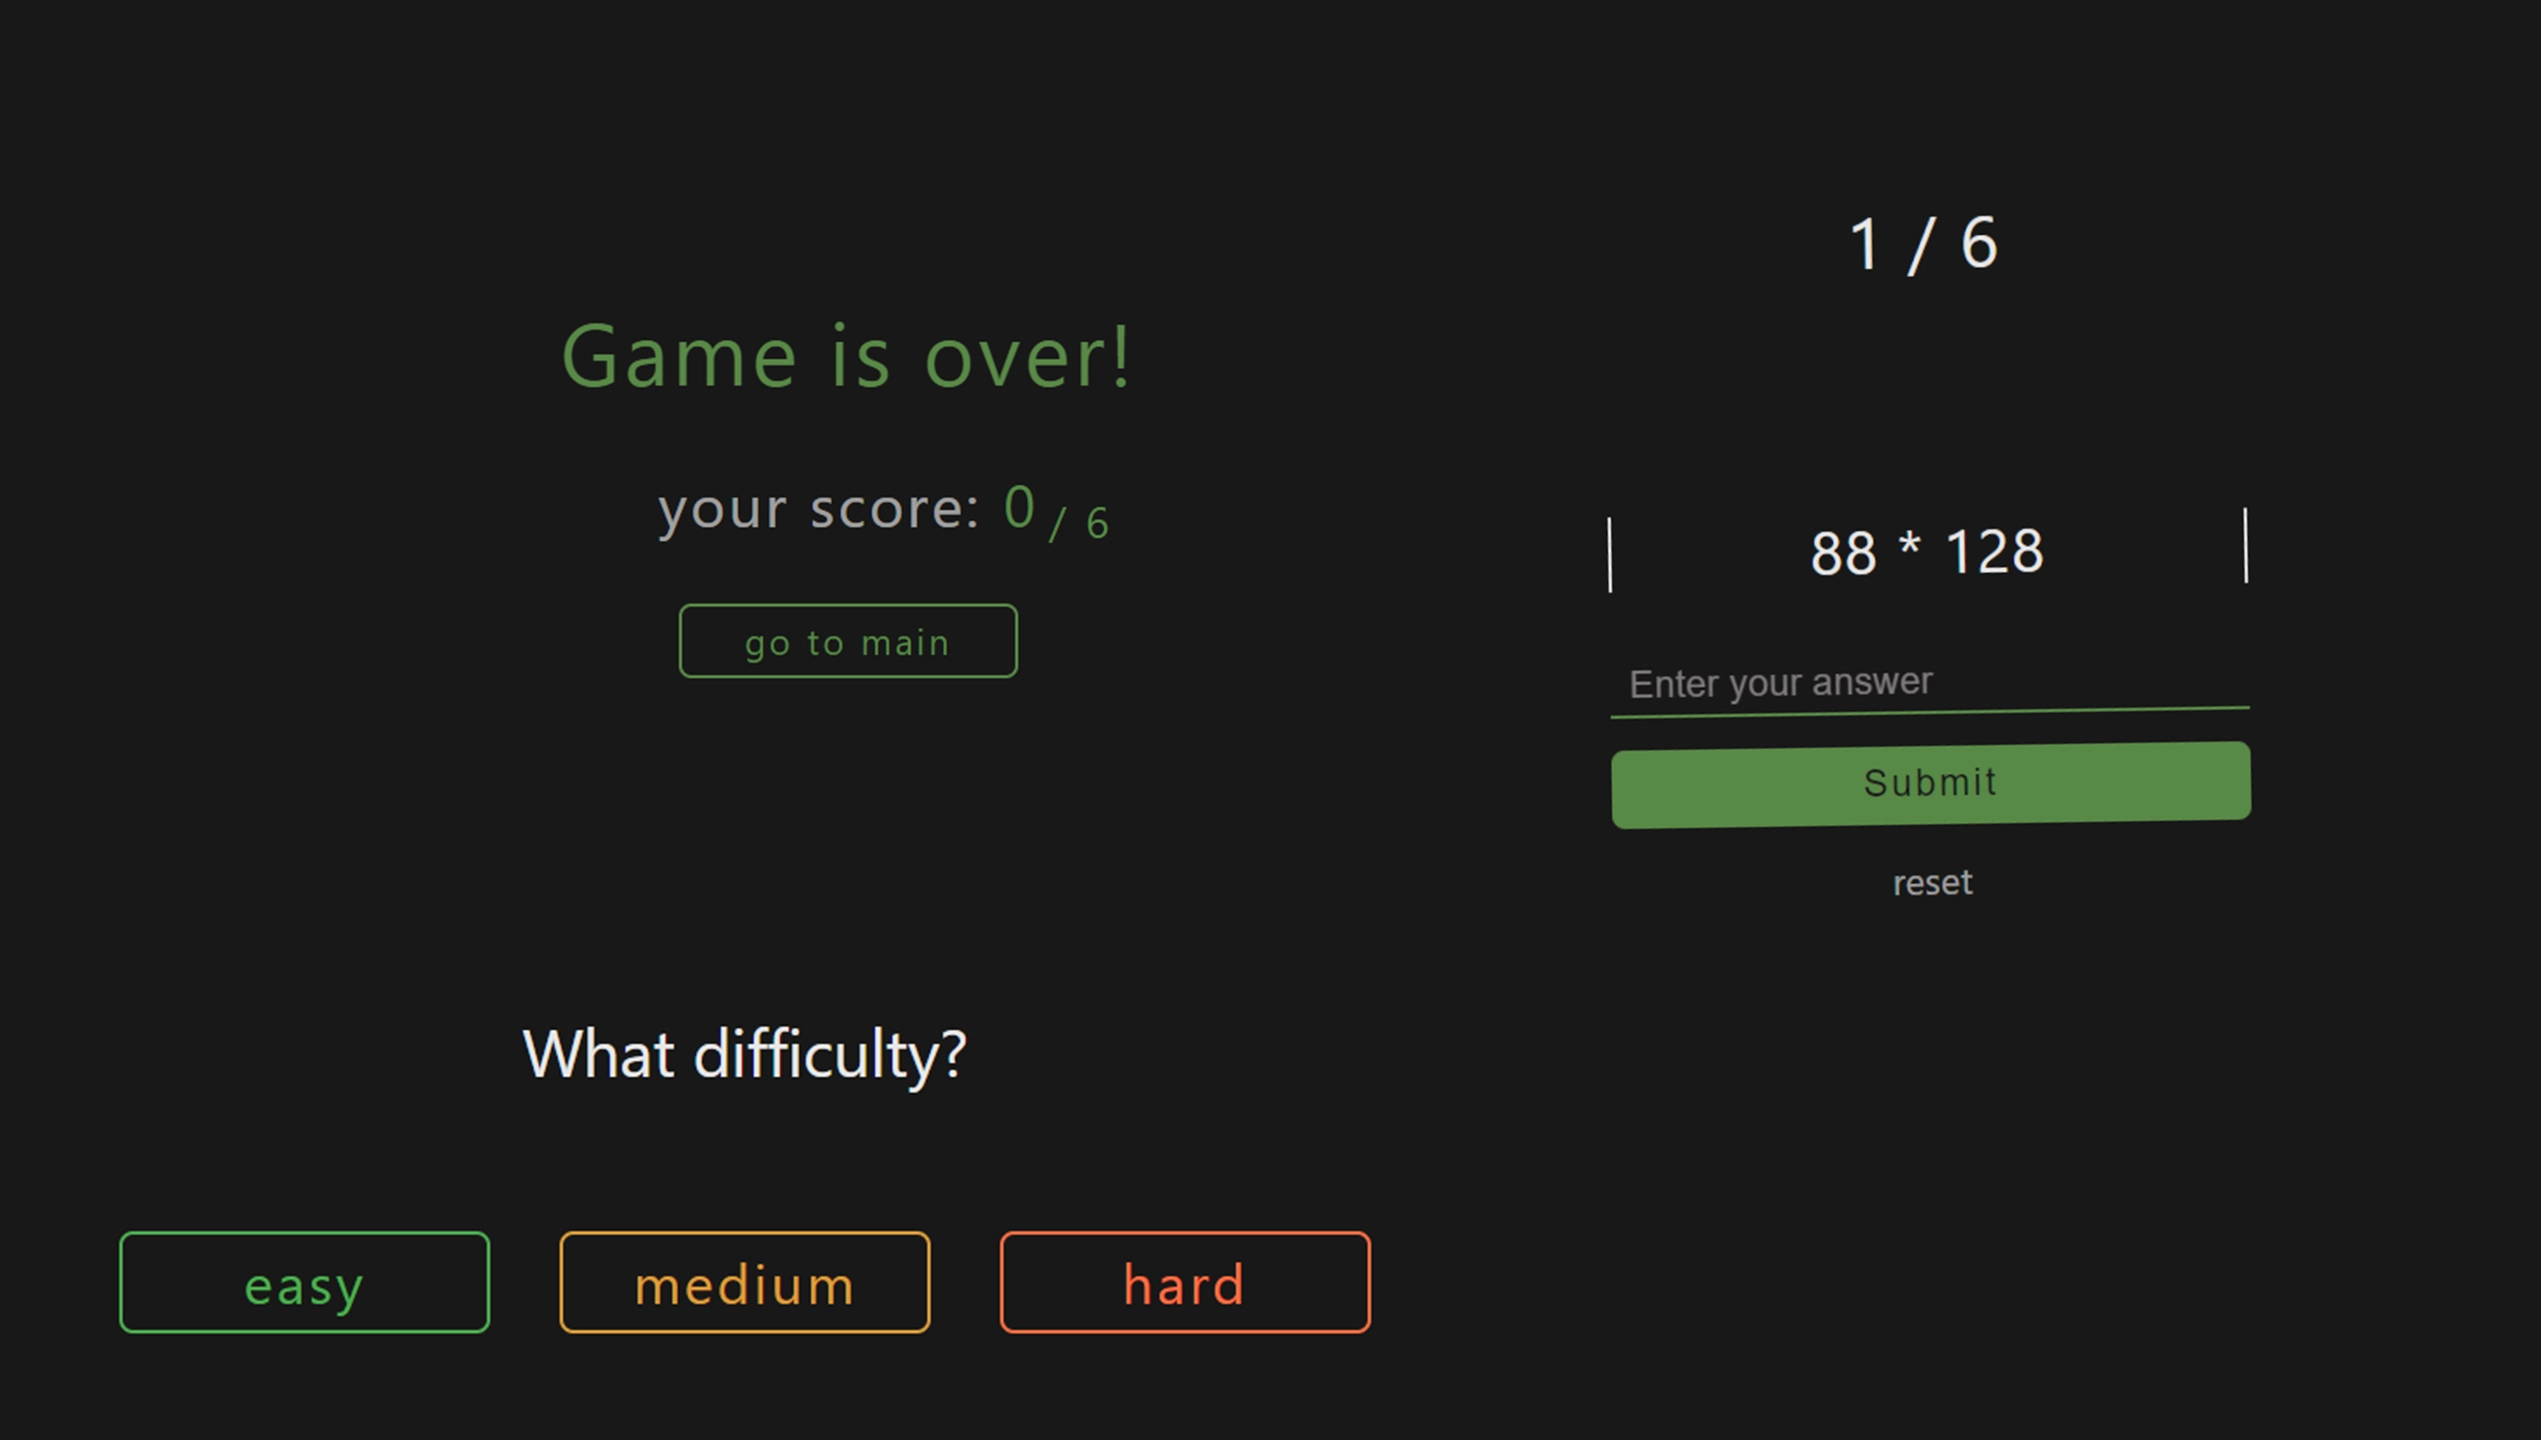 Game is over!
your score: 0 / 6
go to main
1 / 6
88 * 128
Enter your answer
Submit
reset
What difficulty?
easy
medium
hard